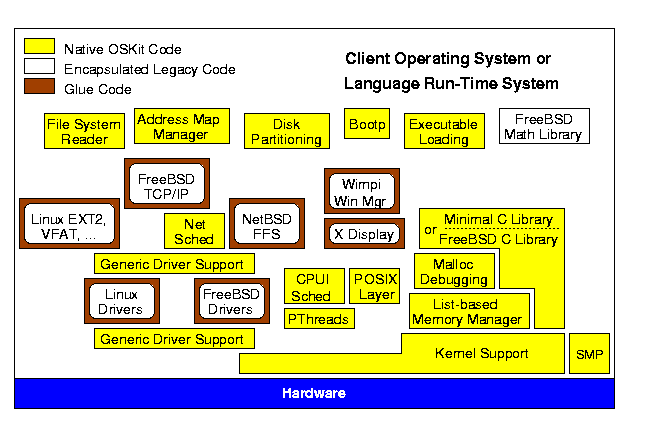 Native OSKit Code
Encapsulated Legacy Code
Glue Code
Client Operating System or
Language Run-Time System
File System
Reader
Address Map
Manager
Disk
Partitioning
Bootp
Executable
Loading
FreeBSD
Math Library
FreeBSD
TCP/IP
Wimpi
Win Mgr
Linux EXT2,
VFAT, ...
Net
Sched
NetBSD
FFS
X Display
or
Minimal C Library
FreeBSD C Library
Generic Driver Support
Malloc
Debugging
CPUI
Sched
POSIX
Layer
Linux
Drivers
FreeBSD
Drivers
List-based
Memory Manager
PThreads
Generic Driver Support
Kernel Support
SMP
Hardware